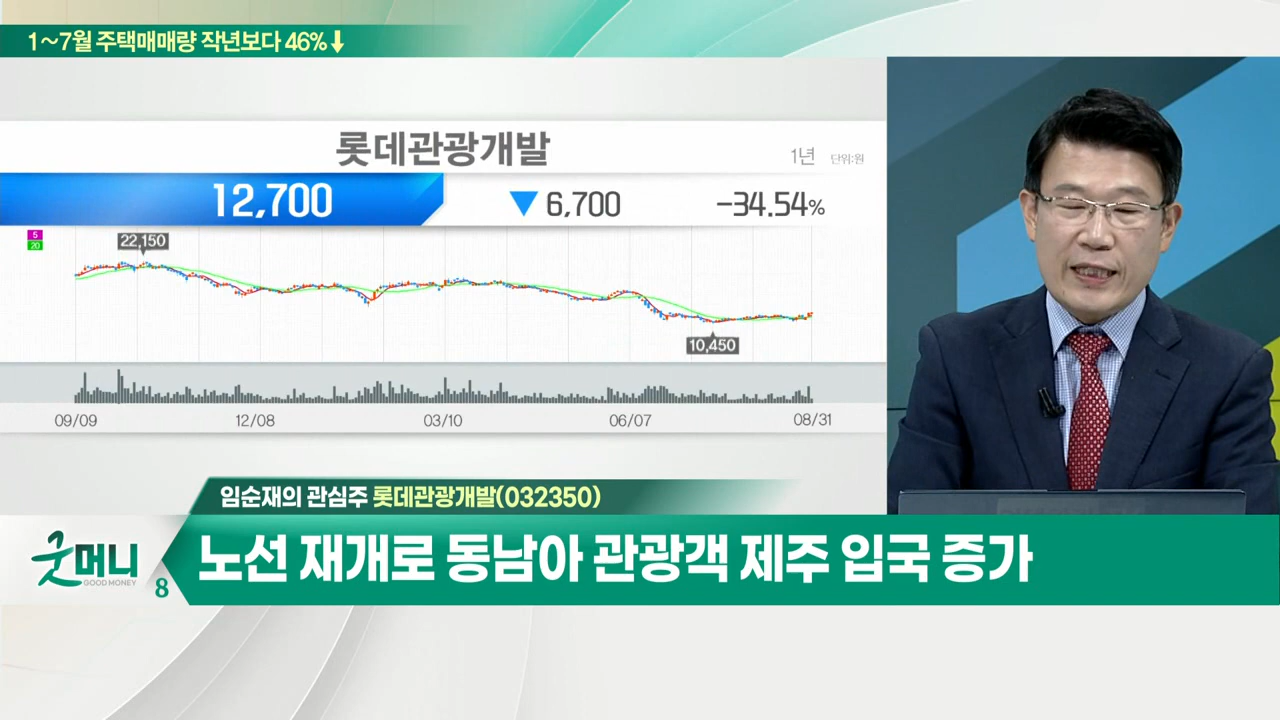 1~7월 주택매매량 작년보다 46%↓
롯데관광개발
1년 단위:원
12,700 ▼6,700 -34.54%
5
20
22,150
10,450
09/09 12/08 03/10 06/07 08/31
임순재의 관심주 롯데관광개발(032350)
노선 재개로 동남아 관광객 제주 입국 증가
굿머니
GOOD MONEY
8